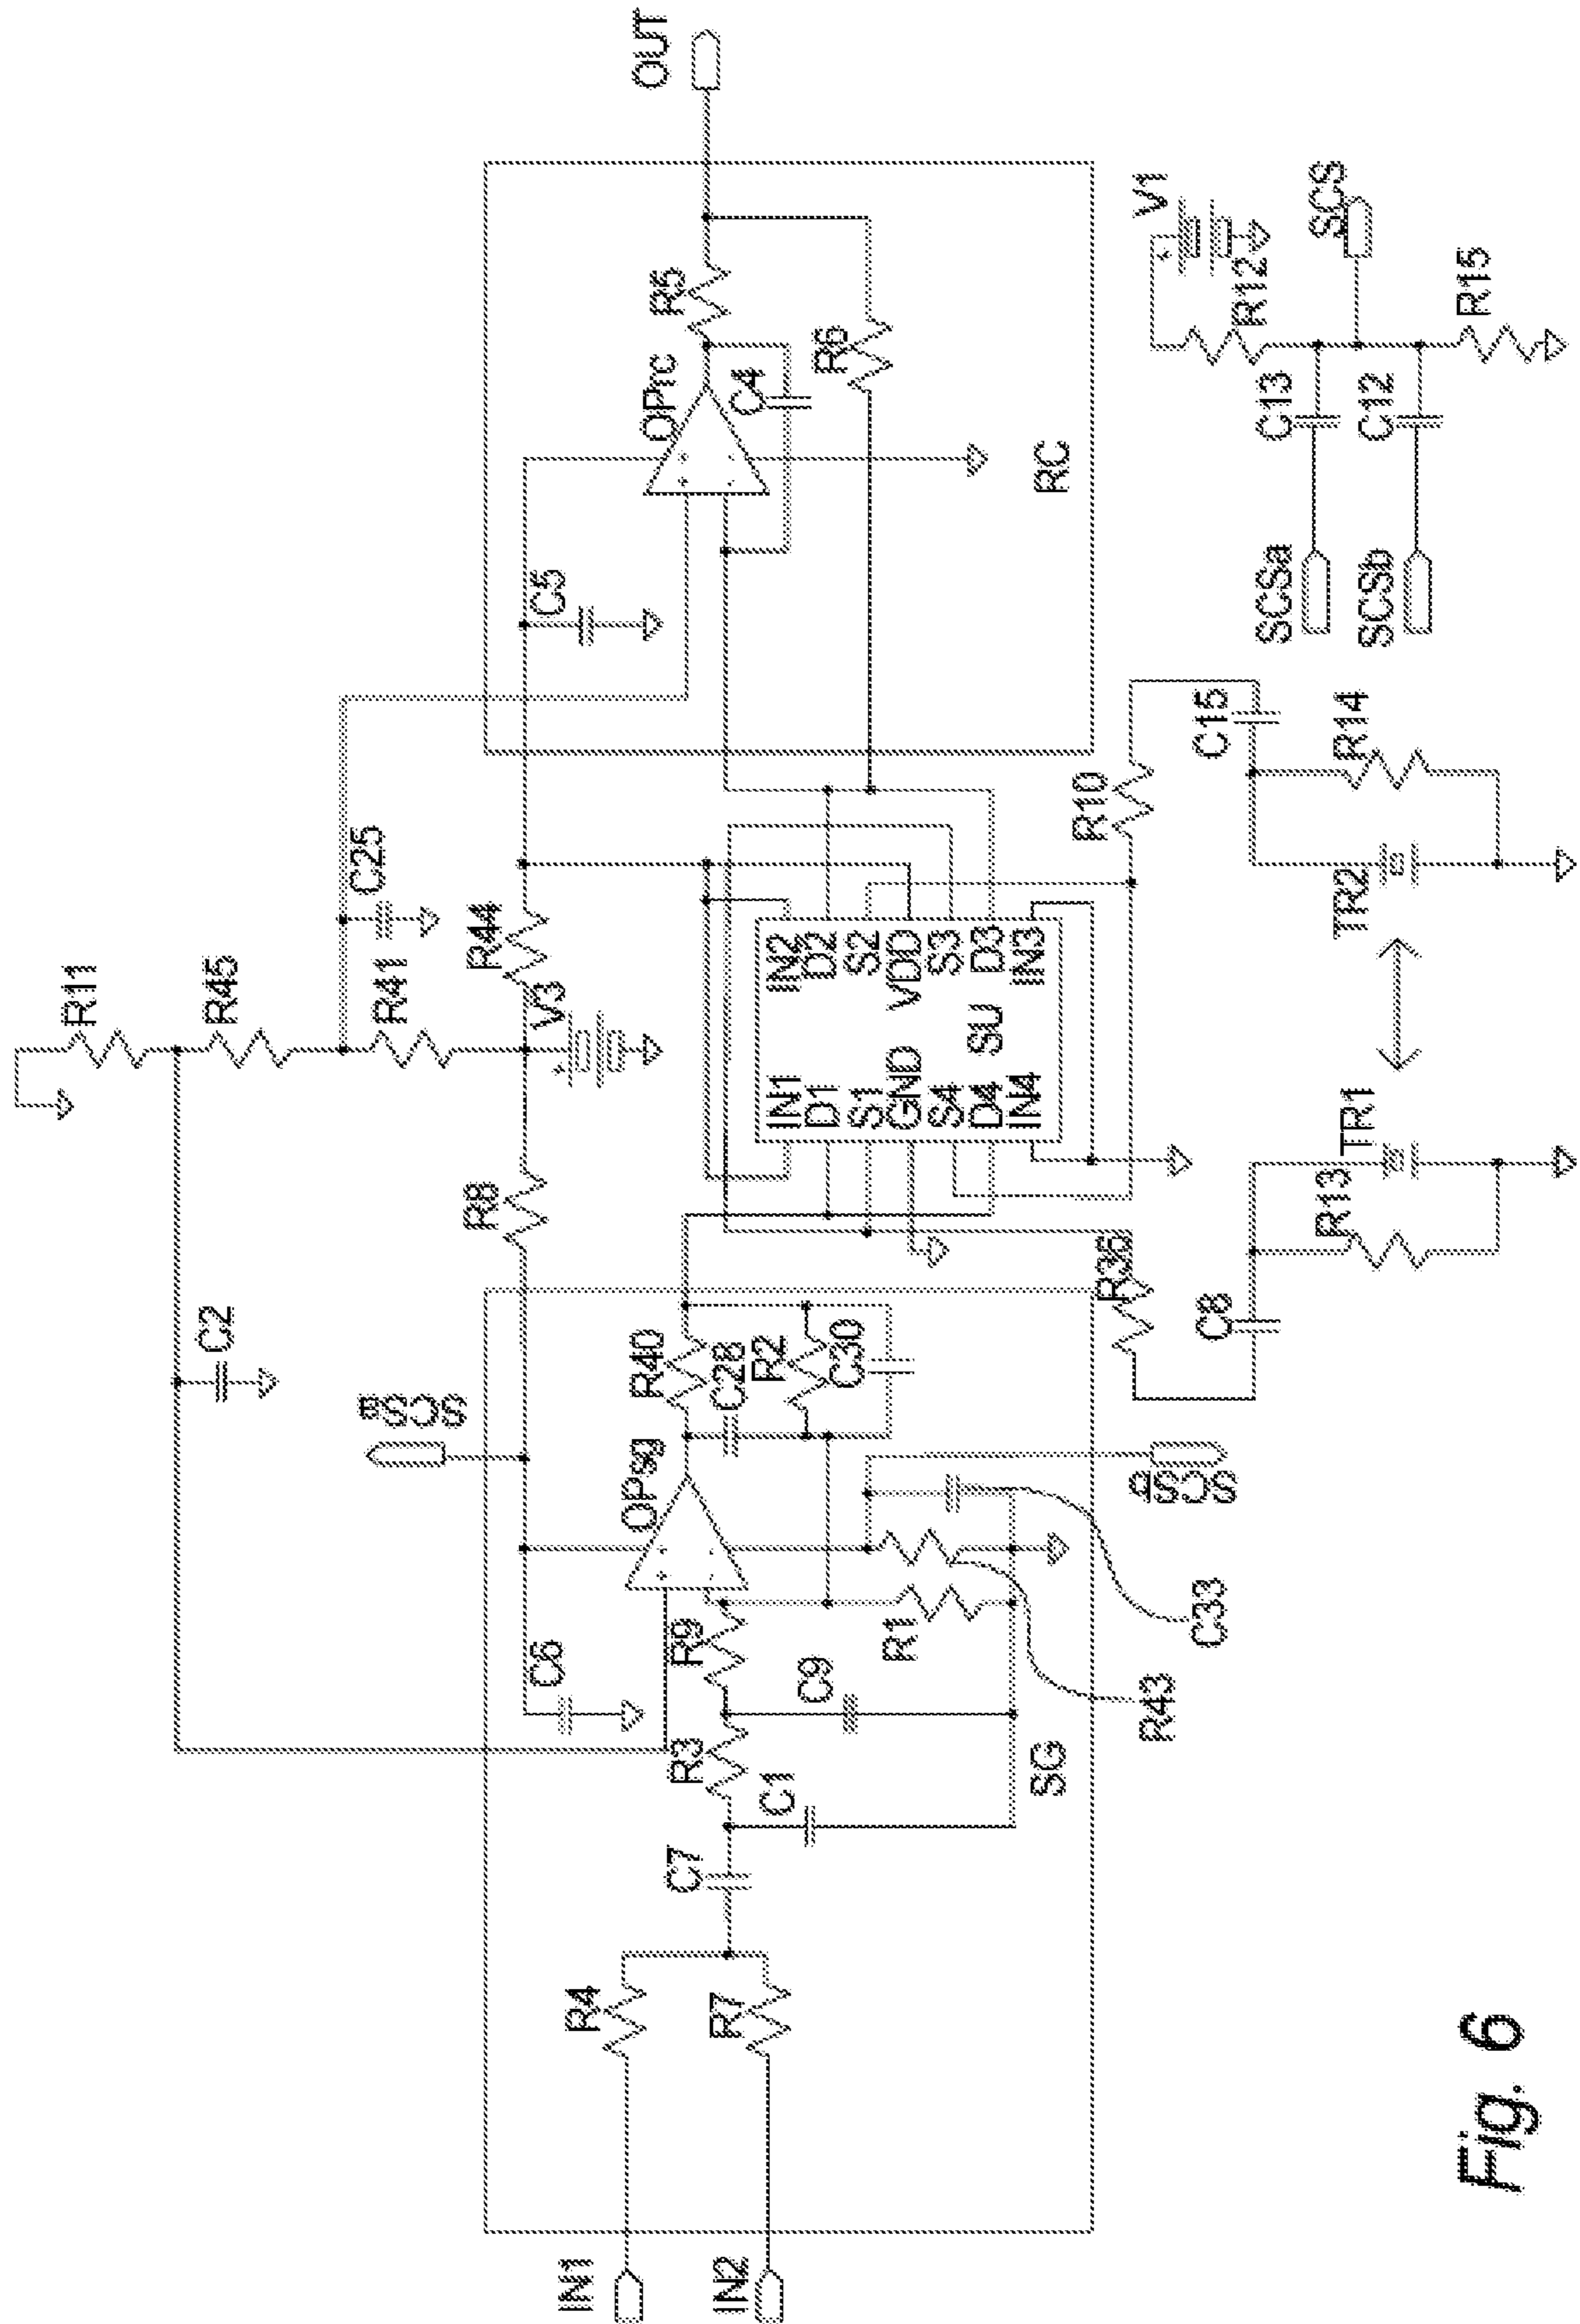 R11
R45
R41
C25
C2
SCSa
R8
V3
R44
C5
OUT
IN1
IN2
R4
R7
C7
C1
R3
C6
R9
C9
R1
OPsg
+
-
R40
C28
R2
C30
SG
R43
C33
SCSb
IN1
D1
S1
GND
S4
D4
IN4
SU
IN2
D2
S2
VDD
S3
D3
IN3
OPrc
+
-
R5
C4
R6
RC
R36
C8
R13
TR1
TR2
R10
C15
R14
SCSa
SCSb
C13
C12
R12
V1
SCS
R15
Fig. 6